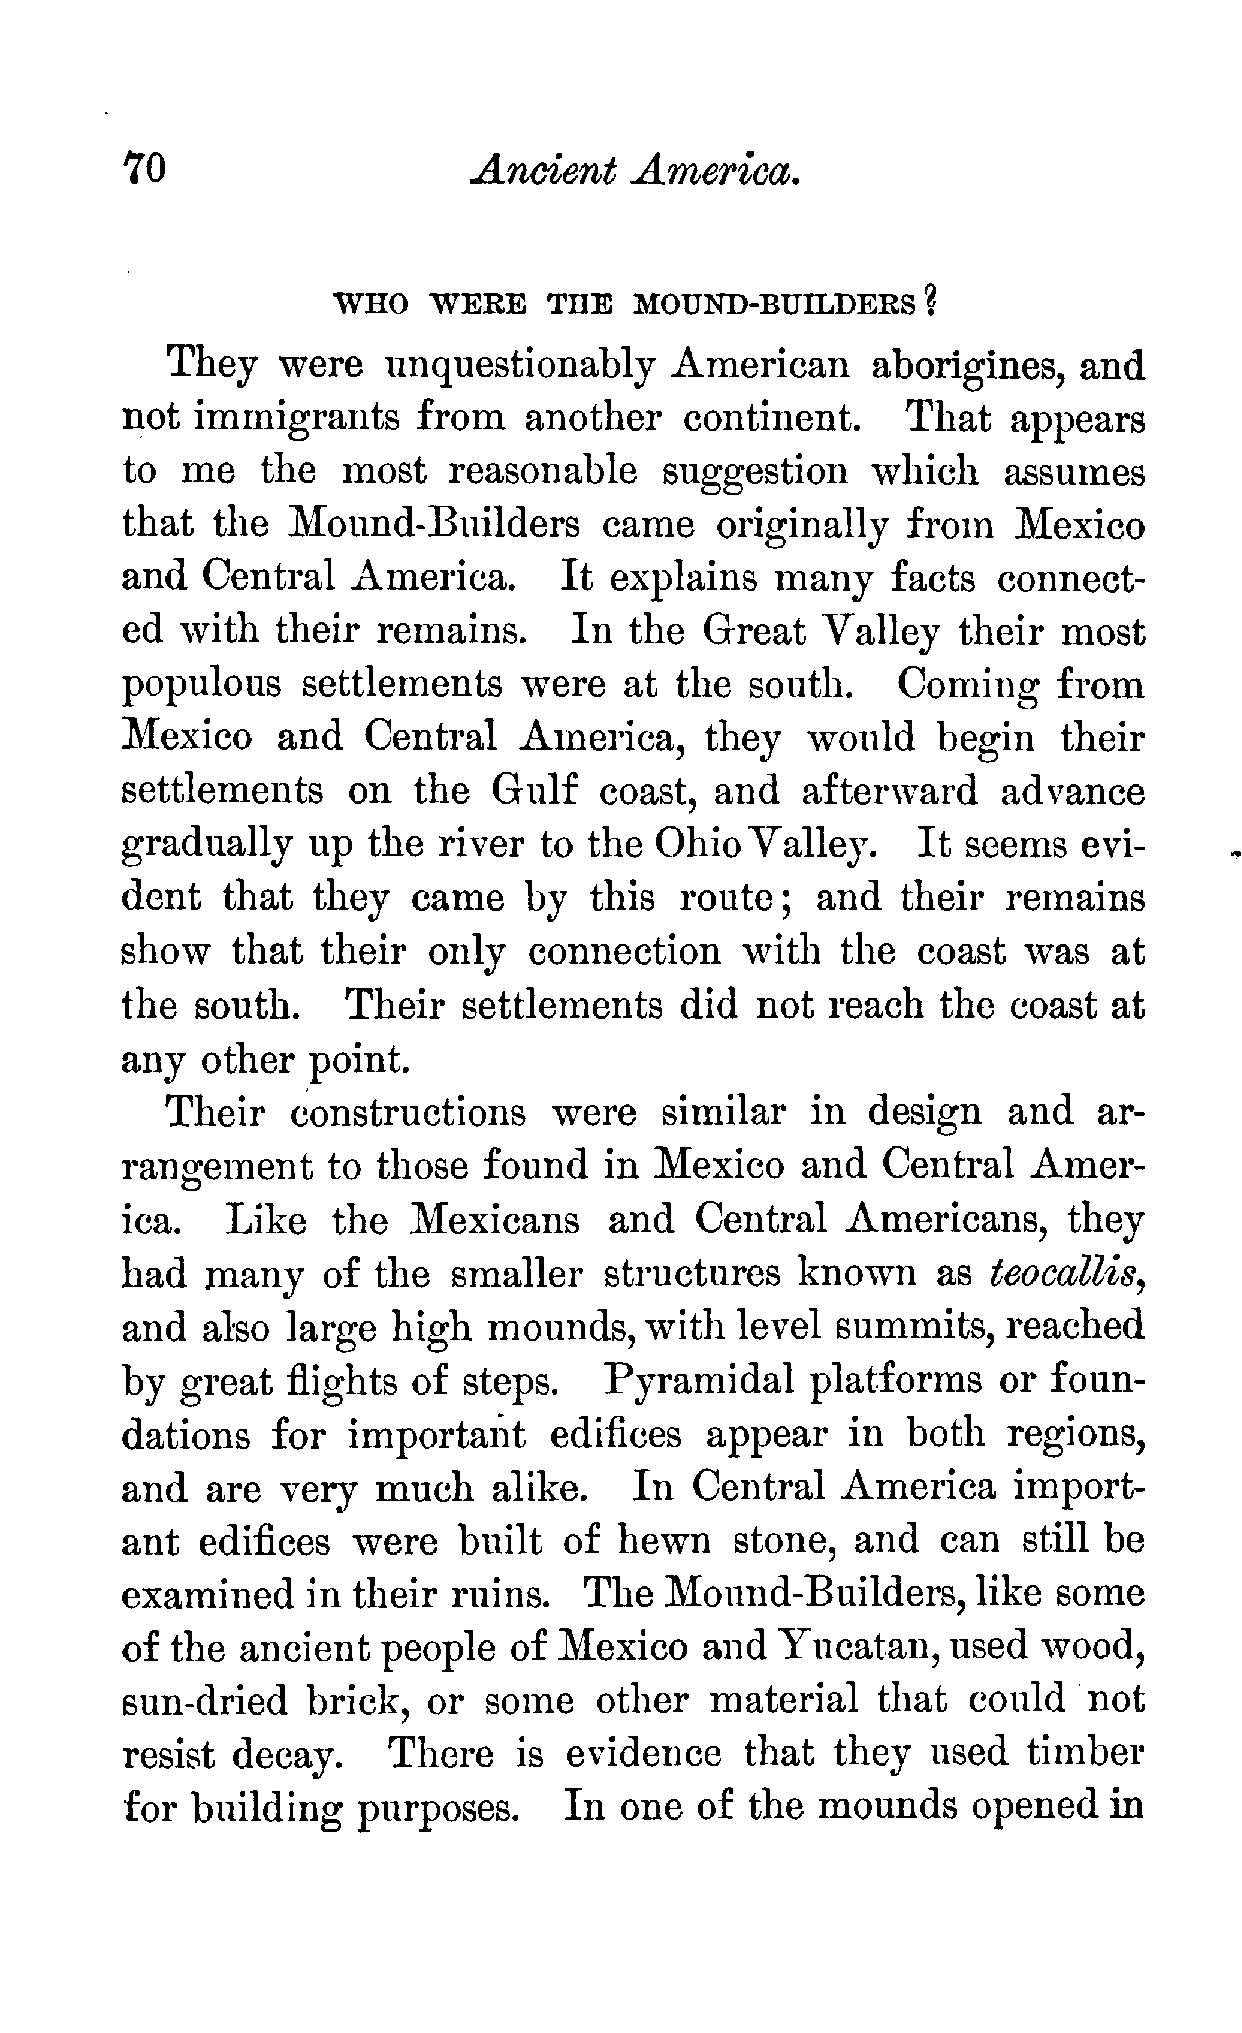 70 Ancient America.
WHO WERE THE MOUND-BUILDERS?
They were unquestionably American aborigines, and
not immigrants from another continent. That appears
to me the most reasonable suggestion which assumes
that the Mound-Builders came originally from Mexico
and Central America. It explains many facts connect-
ed with their remains. In the Great Valley their most
populous settlements were at the south. Coming from
Mexico and Central America, they would begin their
settlements on the Gulf coast, and afterward advance
gradually up the river to the Ohio Valley. It seems evi-
dent that they came by this route; and their remains
show that their only connection with the coast was at
the south. Their settlements did not reach the coast at
any other point.
Their constructions were similar in design and ar-
rangement to those found in Mexico and Central Amer-
ica. Like the Mexicans and Central Americans, they
had many of the smaller structures known as teocallis,
and also large high mounds, with level summits, reached
by great flights of steps. Pyramidal platforms or foun-
dations for important edifices appear in both regions,
and are very much alike. In Central America import-
ant edifices were built of hewn stone, and can still be
examined in their ruins. The Mound-Builders, like some
of the ancient people of Mexico and Yucatan, used wood,
sun-dried brick, or some other material that could not
resist decay. There is evidence that they used timber
for building purposes. In one of the mounds opened in